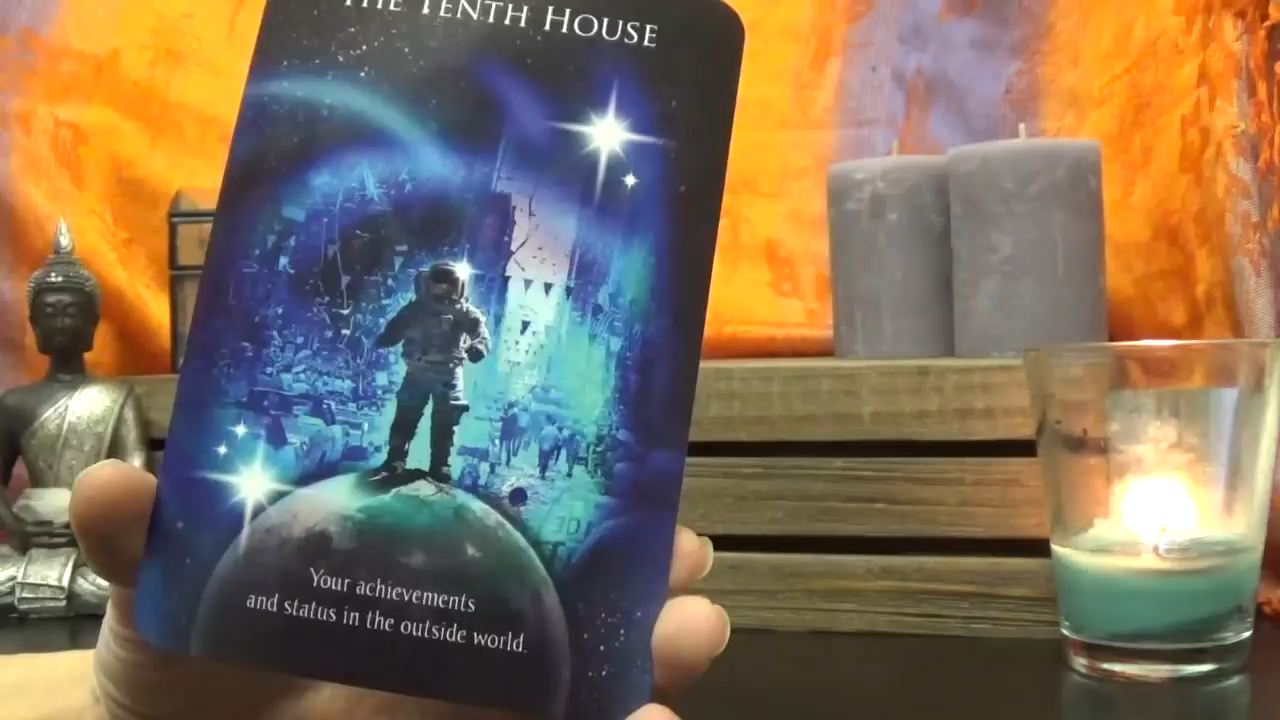 THE TENTH HOUSE
Your achievements
and status in the outside world.